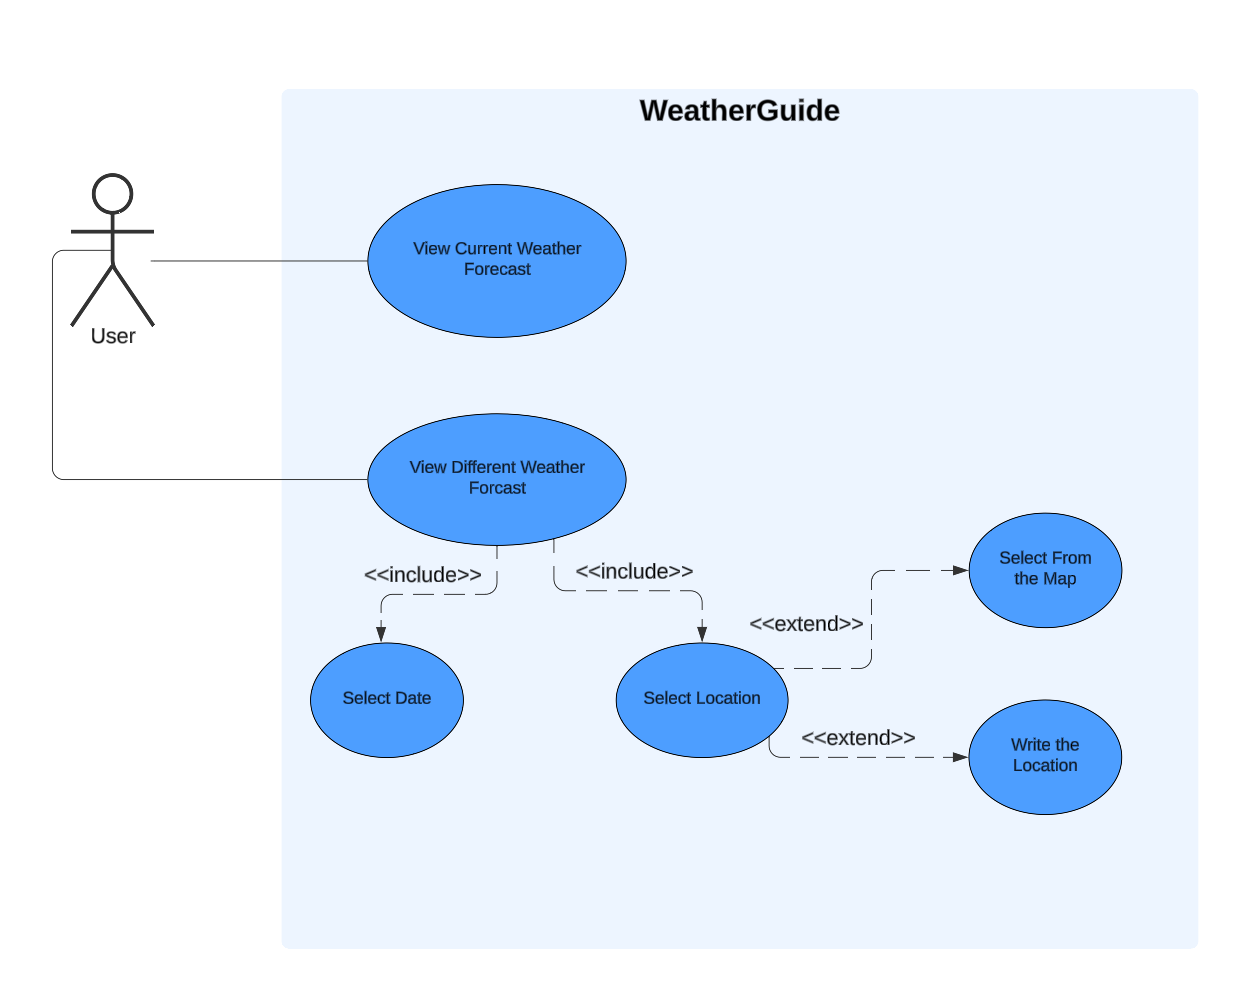 WeatherGuide
View Current Weather
Forecast
User
View Different Weather
Forcast
<<include>>
<<include>>
Select From
the Map
<<extend>>
Select Date
Select Location
<<extend>>
Write the
Location